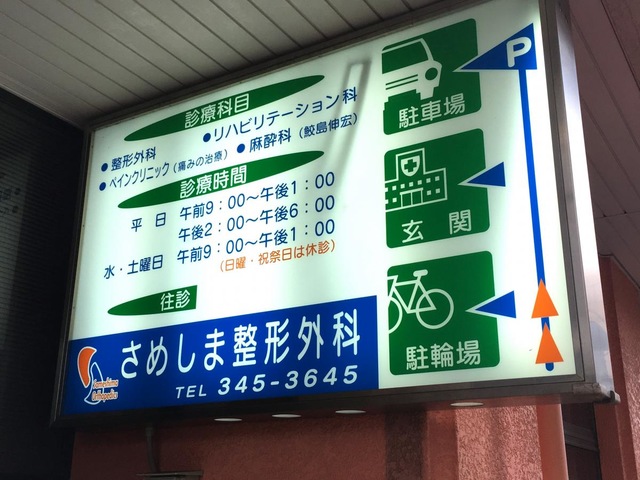 診療科目
●整形外科 ●リハビリテーション科
●ペインクリニック（痛みの治療） ●麻酔科（鮫島伸宏）
診療時間
平 日 午前9：00～午後1：00
午後2：00～午後6：00
水・土曜日 午前9：00～午後1：00
（日曜・祝祭日は休診）
往診
さめしま整形外科
TEL 345-3645
Sameshima
Orthopedics
P
駐車場
玄関
駐輪場